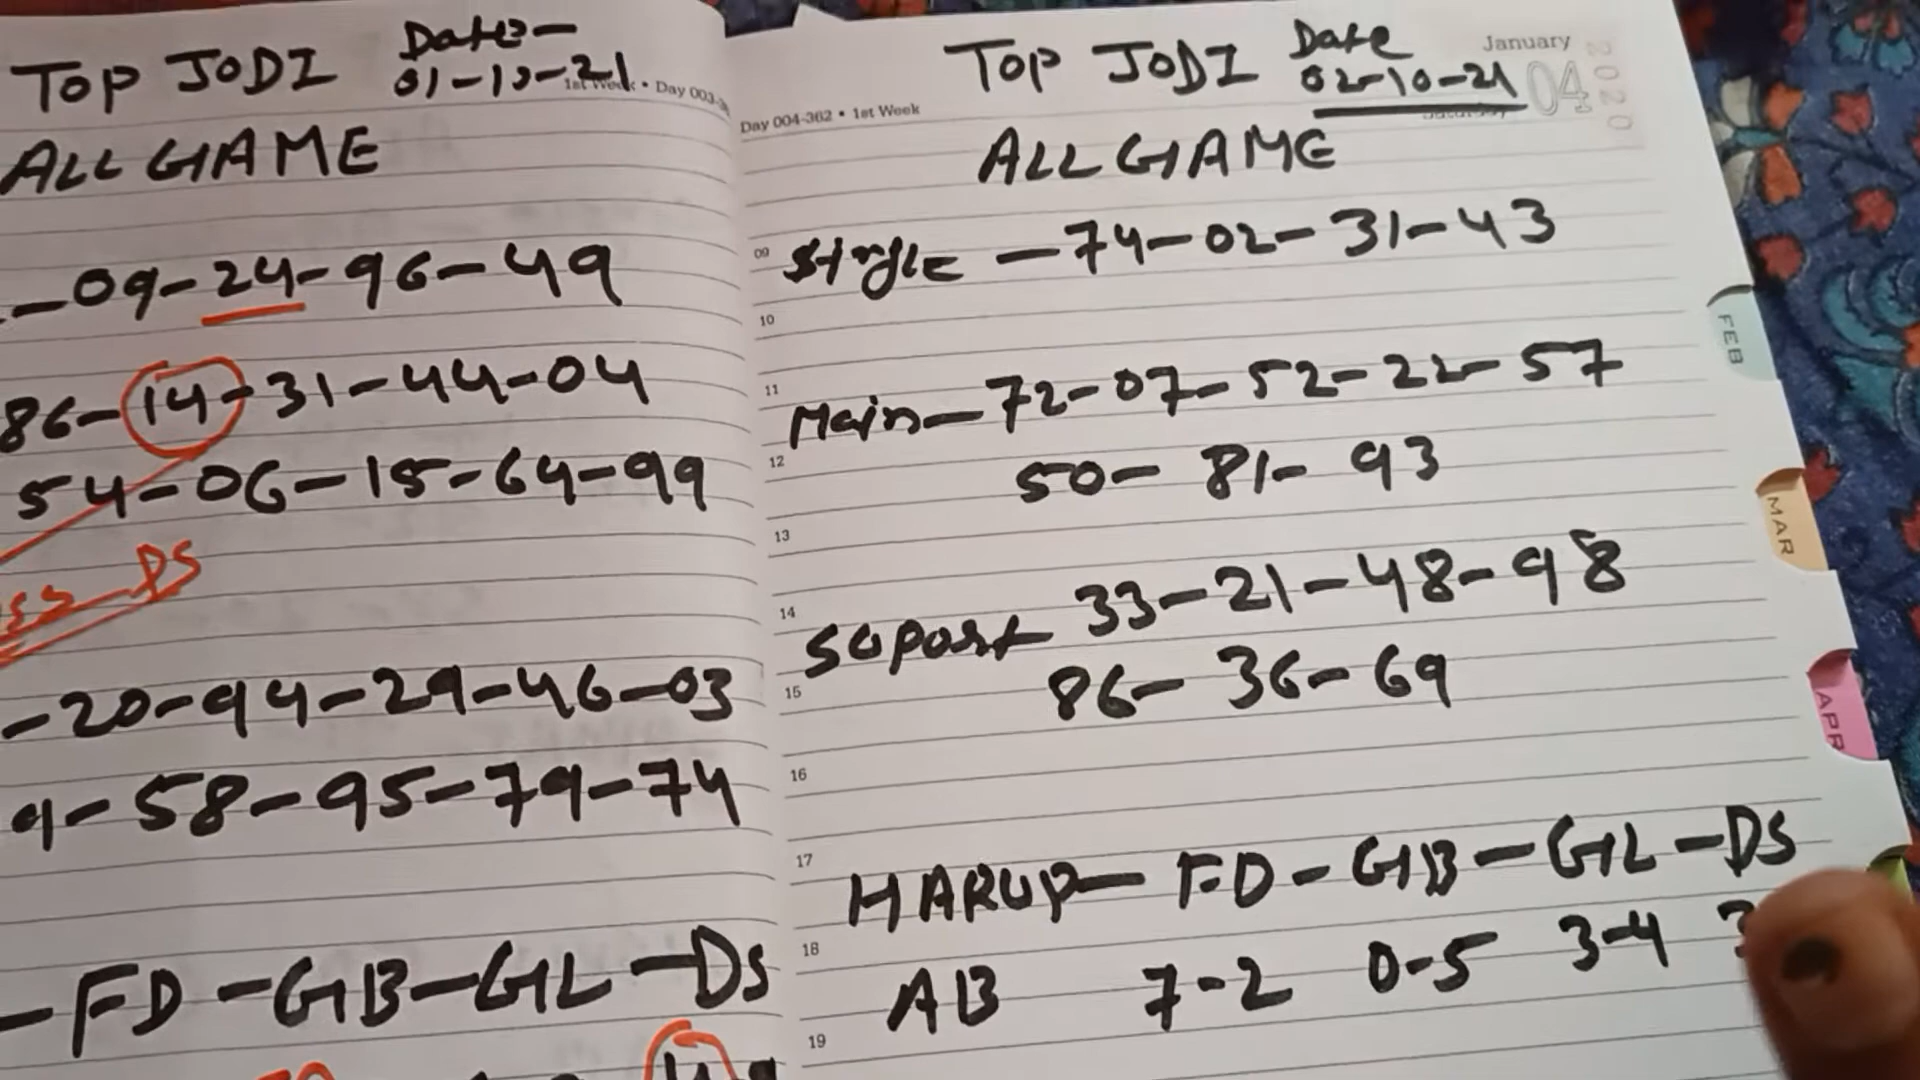 TOP JODI Date:-
01-10-21
1st Week • Day 003-3
ALL GAME
-09-24-96-49
86-14-31-44-04
54-06-15-64-99
DS
-20-94-29-46-03
9-58-95-79-74
-FD-GB-GL-DS
TOP JODI Date
02-10-21
January
04
2020
Day 004-362 • 1st Week
Saturday
ALL GAME
09 Single -74-02-31-43
10
11 Main-72-07-52-22-57
12 50-81-93
13
14 Soport 33-21-48-98
15 86-36-69
16
17 HARUP-FD-GB-GL-DS
18 AB 7-2 0-5 3-4
19
FEB
MAR
APR